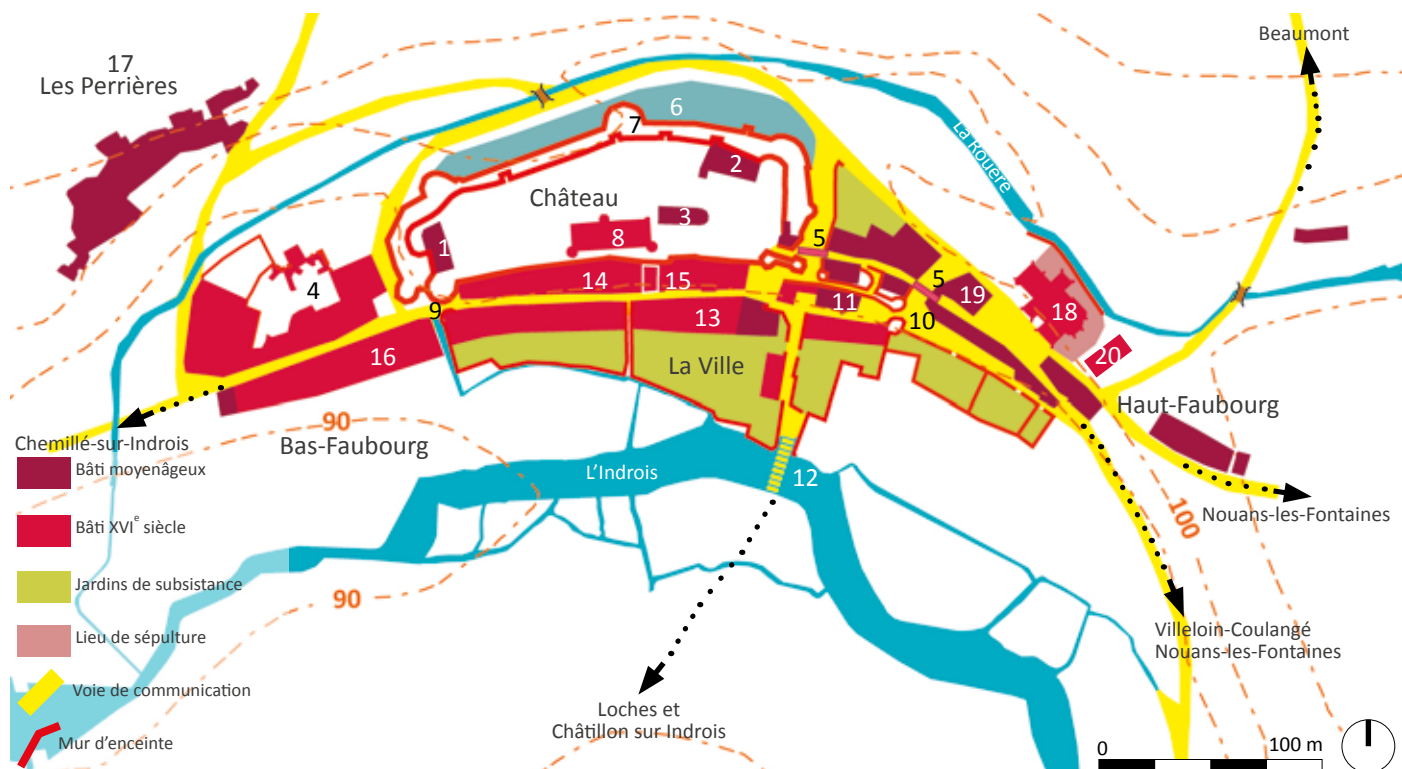 17
Les Perrières
Beaumont
La Rouère
6
7
2
Château
3
1
8
5
4
14
15
5
19
11
18
9
10
13
20
16
La Ville
Haut-Faubourg
Chemillé-sur-Indrois
90
Bas-Faubourg
L'Indrois
12
100
Nouans-les-Fontaines
90
Bâti moyenâgeux
Bâti XVIe siècle
Jardins de subsistance
Lieu de sépulture
Voie de communication
Mur d'enceinte
Villeloin-Coulangé
Nouans-les-Fontaines
Loches et
Châtillon sur Indrois
0
100 m